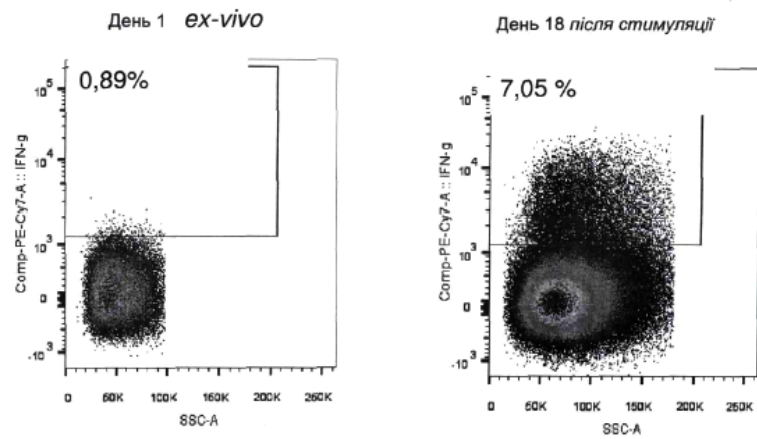 День 1 ex-vivo
0,89%
10^5
10^4
10^3
0
-10^3
Comp-PE-Cy7-A :: IFN-g
0 50K 100K 150K 200K 250K
SSC-A
День 18 після стимуляції
7,05 %
10^5
10^4
10^3
0
-10^3
Comp-PE-Cy7-A :: IFN-g
0 50K 100K 150K 200K 250K
SSC-A